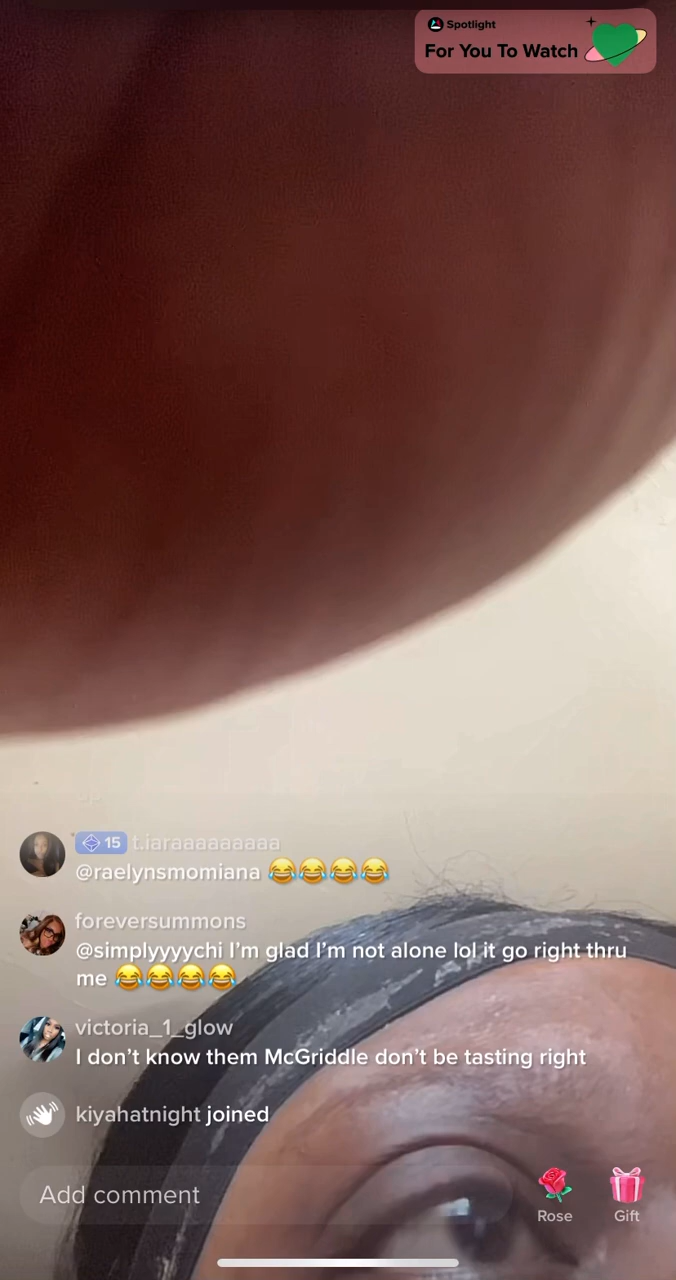 Spotlight
For You To Watch
15 t.iaraaaaaaaaa
@raelynsmomiana 😂😂😂😂
foreversummons
@simplyyyychi I’m glad I’m not alone lol it go right thru
me 😂😂😂😂
victoria_1_glow
I don’t know them McGriddle don’t be tasting right
kiyahatnight joined
Add comment
Rose
Gift